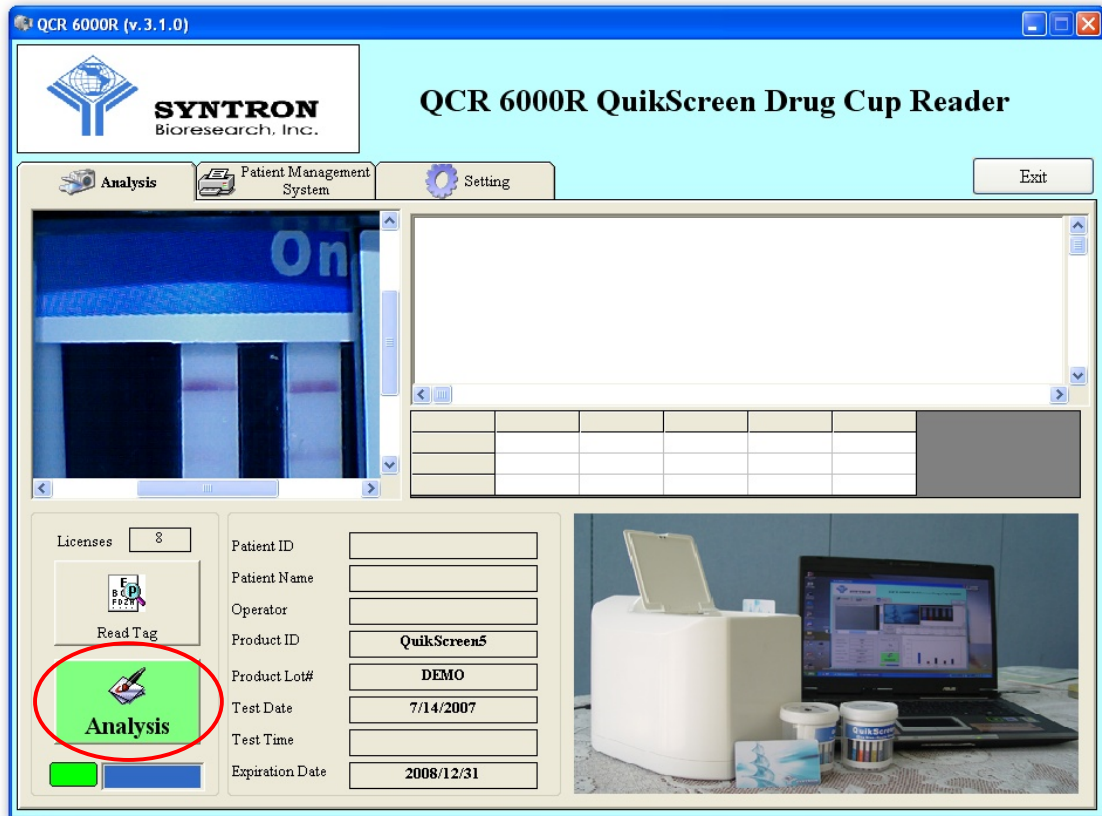 QCR 6000R (v.3.1.0)
SYNTRON
Bioresearch, Inc.
QCR 6000R QuikScreen Drug Cup Reader
Analysis
Patient Management
System
Setting
Exit
On
Licenses 8
Read Tag
Analysis
Patient ID
Patient Name
Operator
Product ID QuikScreen5
Product Lot# DEMO
Test Date 7/14/2007
Test Time
Expiration Date 2008/12/31
QuikScreen